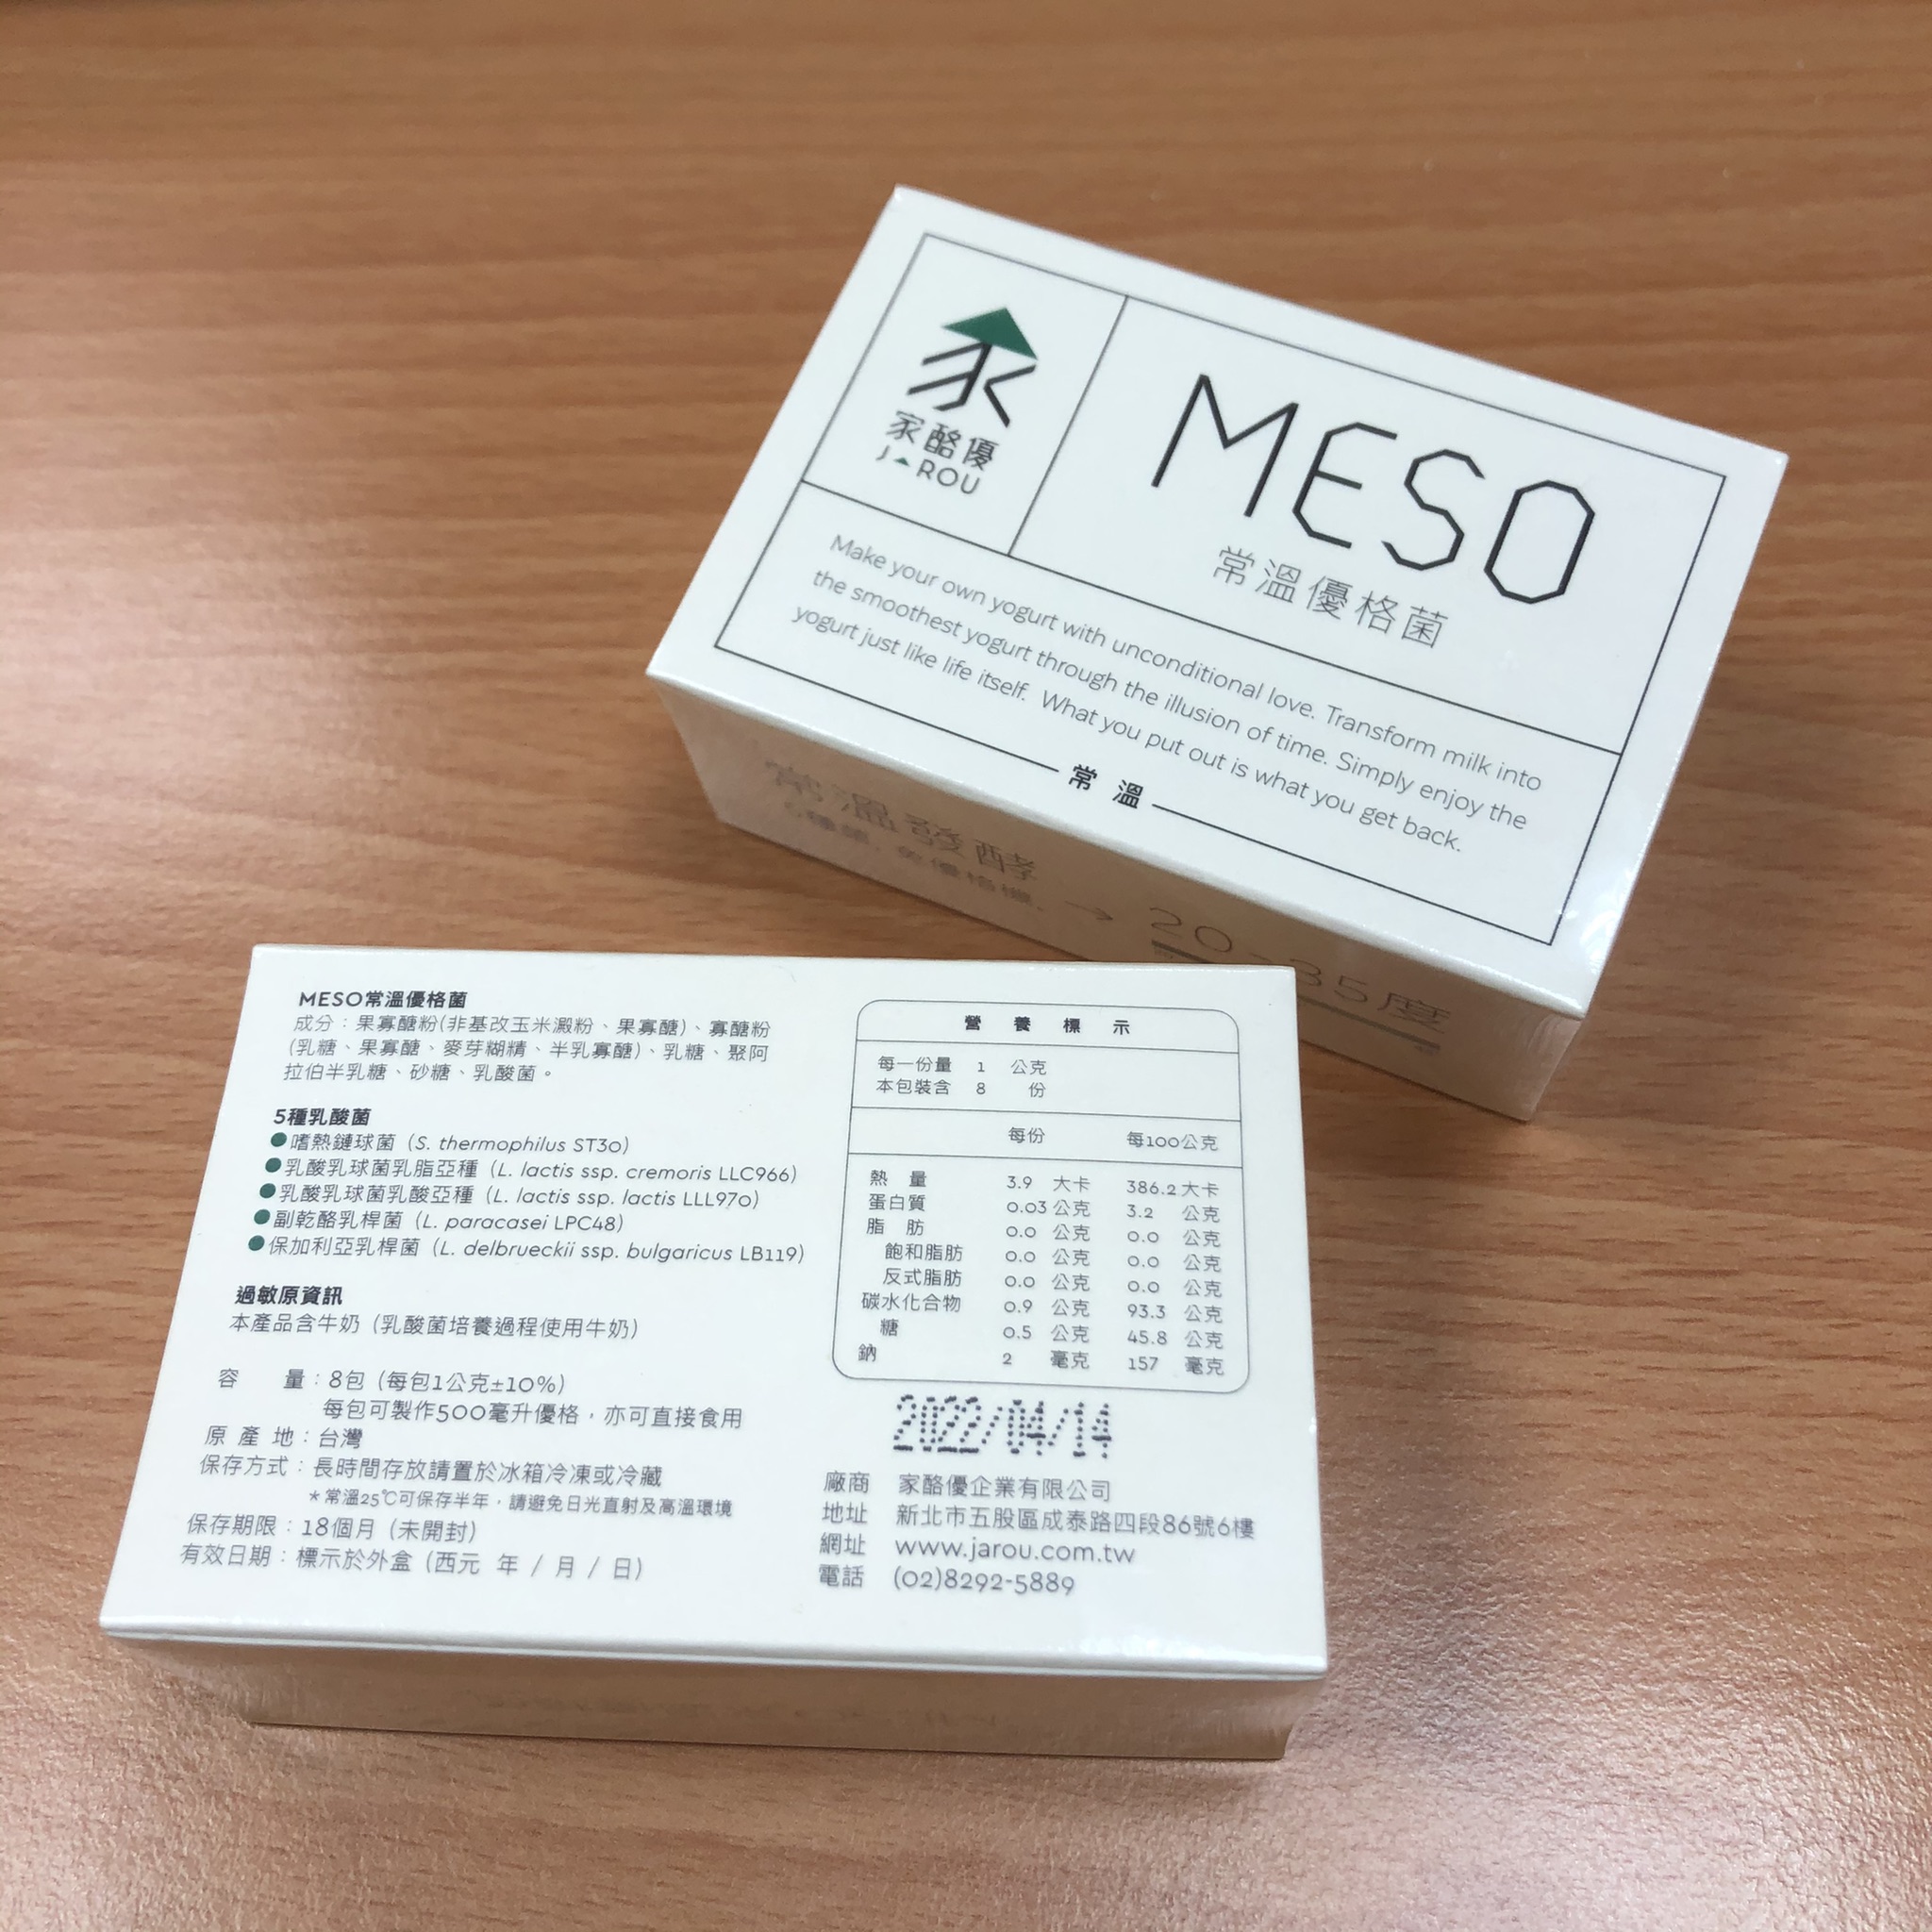 家酪優
JAROU
MESO
常溫優格菌
Make your own yogurt with unconditional love. Transform milk into
the smoothest yogurt through the illusion of time. Simply enjoy the
yogurt just like life itself. What you put out is what you get back.
常溫
常溫發酵
5種菌, 免優格機.
→ 20-35度
MESO常溫優格菌
成分：果寡醣粉(非基改玉米澱粉、果寡醣)、寡醣粉
(乳糖、果寡醣、麥芽糊精、半乳寡醣)、乳糖、聚阿
拉伯半乳糖、砂糖、乳酸菌。
5種乳酸菌
●嗜熱鏈球菌 (S. thermophilus ST30)
●乳酸乳球菌乳脂亞種 (L. lactis ssp. cremoris LLC966)
●乳酸乳球菌乳酸亞種 (L. lactis ssp. lactis LLL970)
●副乾酪乳桿菌 (L. paracasei LPC48)
●保加利亞乳桿菌 (L. delbrueckii ssp. bulgaricus LB119)
過敏原資訊
本產品含牛奶 (乳酸菌培養過程使用牛奶)
容 量：8包 (每包1公克±10%)
每包可製作500毫升優格，亦可直接食用
原 產 地：台灣
保存方式：長時間存放請置於冰箱冷凍或冷藏
＊常溫25℃可保存半年，請避免日光直射及高溫環境
保存期限：18個月 (未開封)
有效日期：標示於外盒 (西元 年 / 月 / 日)
營養標示
每一份量 1 公克
本包裝含 8 份
每份 每100公克
熱量 3.9 大卡 386.2 大卡
蛋白質 0.03 公克 3.2 公克
脂肪 0.0 公克 0.0 公克
飽和脂肪 0.0 公克 0.0 公克
反式脂肪 0.0 公克 0.0 公克
碳水化合物 0.9 公克 93.3 公克
糖 0.5 公克 45.8 公克
鈉 2 毫克 157 毫克
2022/04/14
廠商 家酪優企業有限公司
地址 新北市五股區成泰路四段86號6樓
網址 www.jarou.com.tw
電話 (02)8292-5889